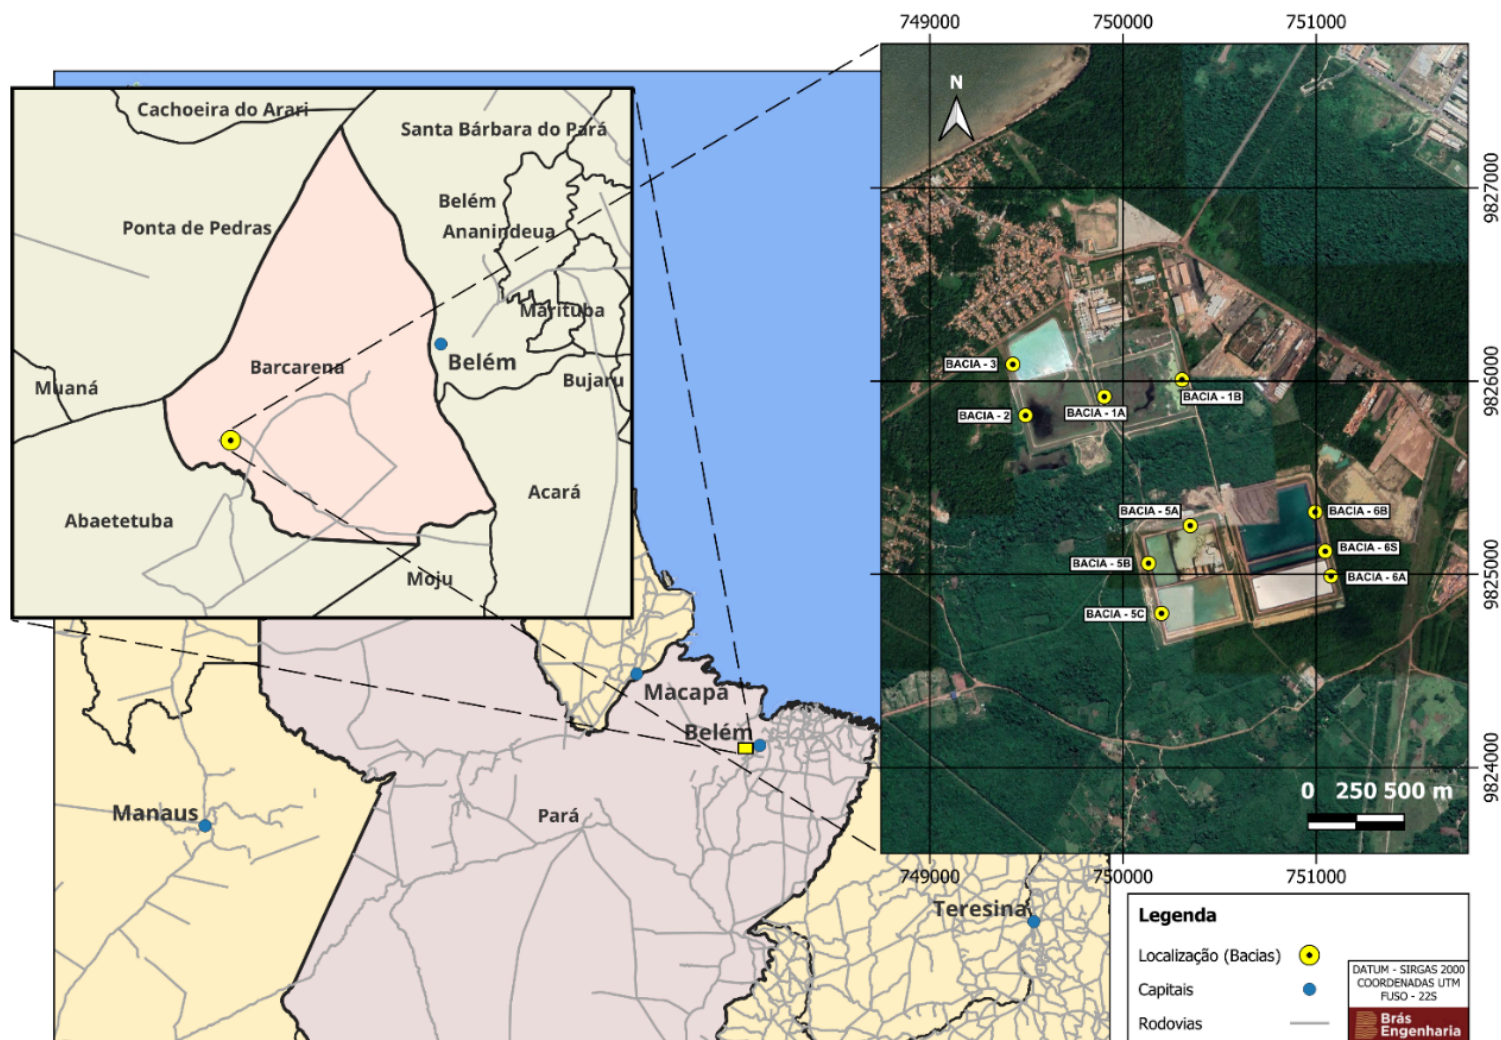 749000
750000
751000
N
9827000
9826000
9825000
9824000
BACIA - 3
BACIA - 2
BACIA - 1A
BACIA - 1B
BACIA - 5A
BACIA - 6B
BACIA - 6S
BACIA - 5B
BACIA - 6A
BACIA - 5C
0 250 500 m
749000
750000
751000
Cachoeira do Arari
Santa Bárbara do Pará
Belém
Ponta de Pedras
Ananindeua
Marituba
Belém
Barcarena
Bujaru
Muaná
Acará
Abaetetuba
Moju
Macapá
Belém
Manaus
Pará
Teresina
Legenda
Localização (Bacias)
Capitais
Rodovias
DATUM - SIRGAS 2000
COORDENADAS UTM
FUSO - 22S
Brás
Engenharia